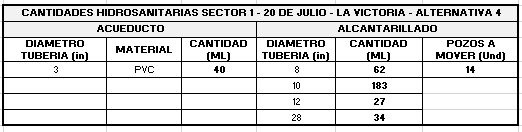 CANTIDADES HIDROSANITARIAS SECTOR 1 - 20 DE JULIO - LA VICTORIA - ALTERNATIVA 4
ACUEDUCTO ALCANTARILLADO
DIAMETRO TUBERIA (in) MATERIAL CANTIDAD (ML) DIAMETRO TUBERIA (in) CANTIDAD (ML) POZOS A MOVER (Und)
3 PVC 40 8 62 14
10 183
12 27
28 34